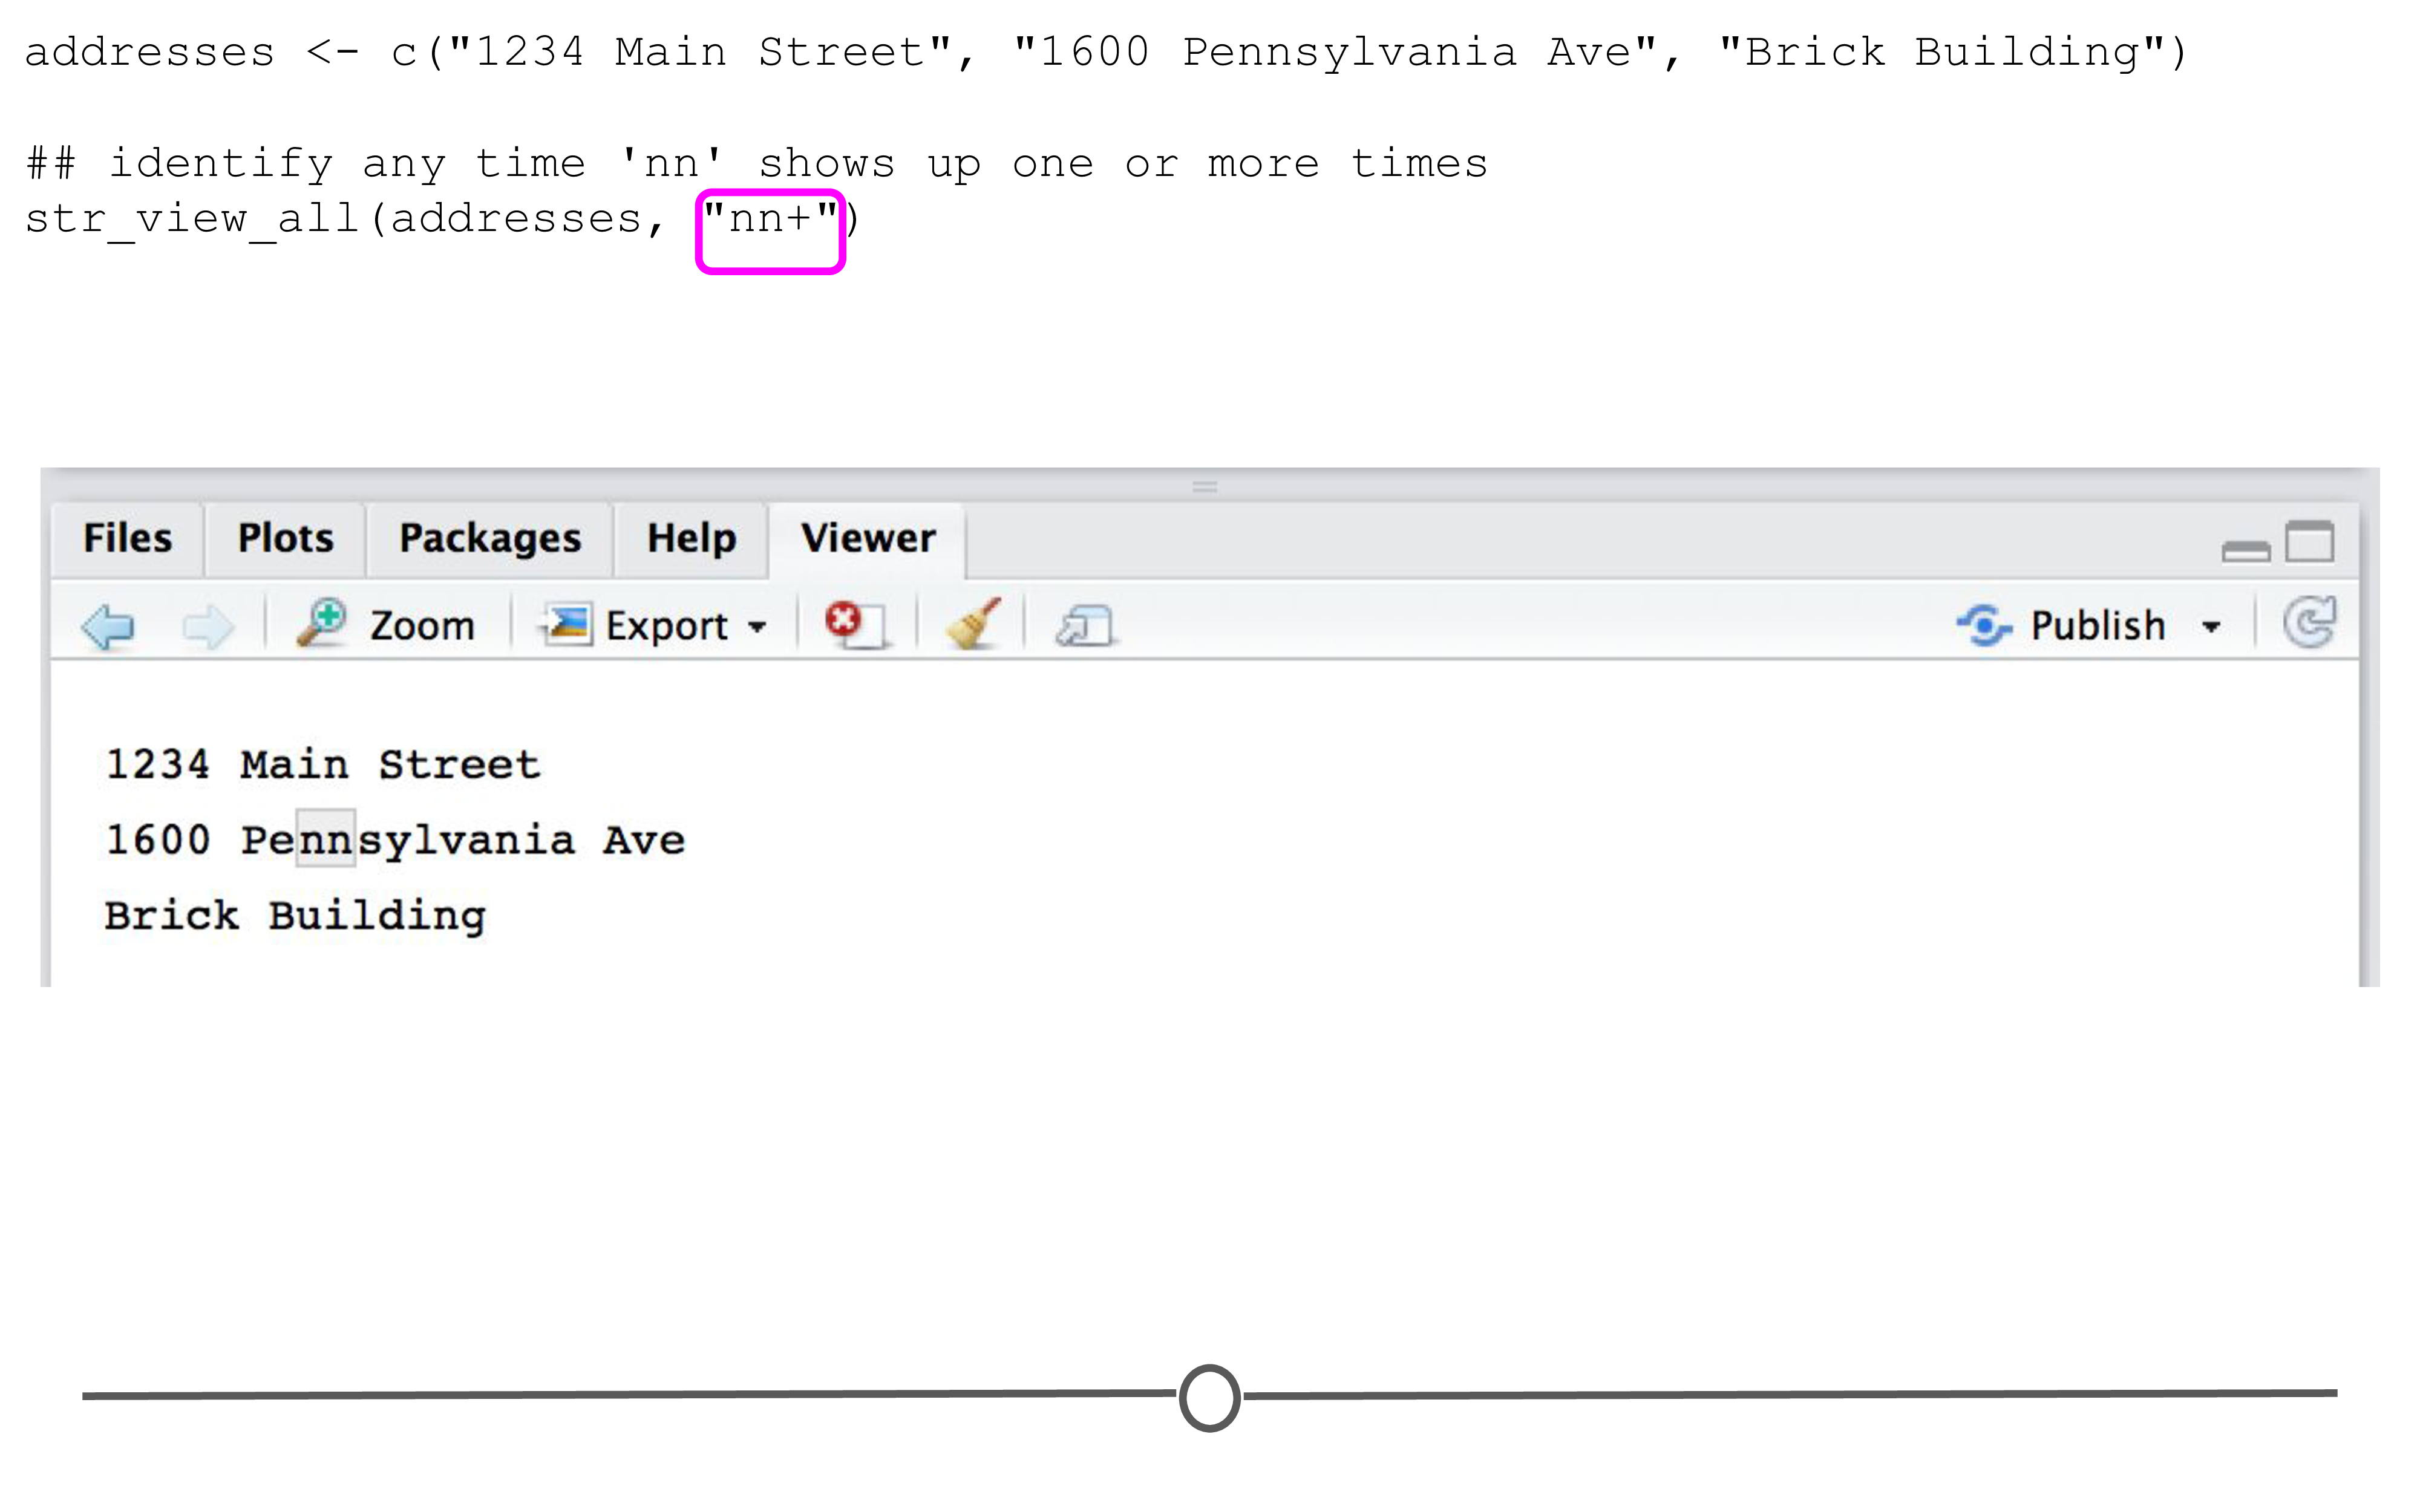 addresses <- c("1234 Main Street", "1600 Pennsylvania Ave", "Brick Building")
## identify any time 'nn' shows up one or more times
str_view_all(addresses, "nn+")
Files Plots Packages Help Viewer
Zoom Export Publish
1234 Main Street
1600 Pennsylvania Ave
Brick Building